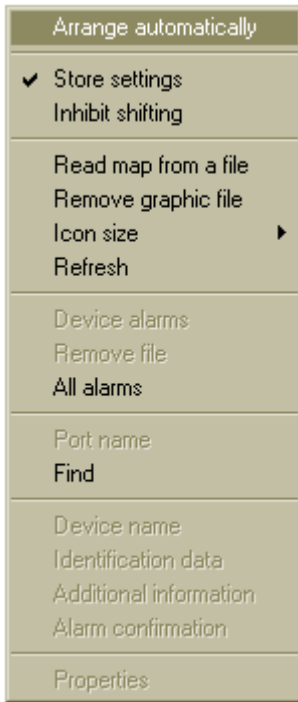 Arrange automatically
Store settings
Inhibit shifting
Read map from a file
Remove graphic file
Icon size
Refresh
Device alarms
Remove file
All alarms
Port name
Find
Device name
Identification data
Additional information
Alarm confirmation
Properties